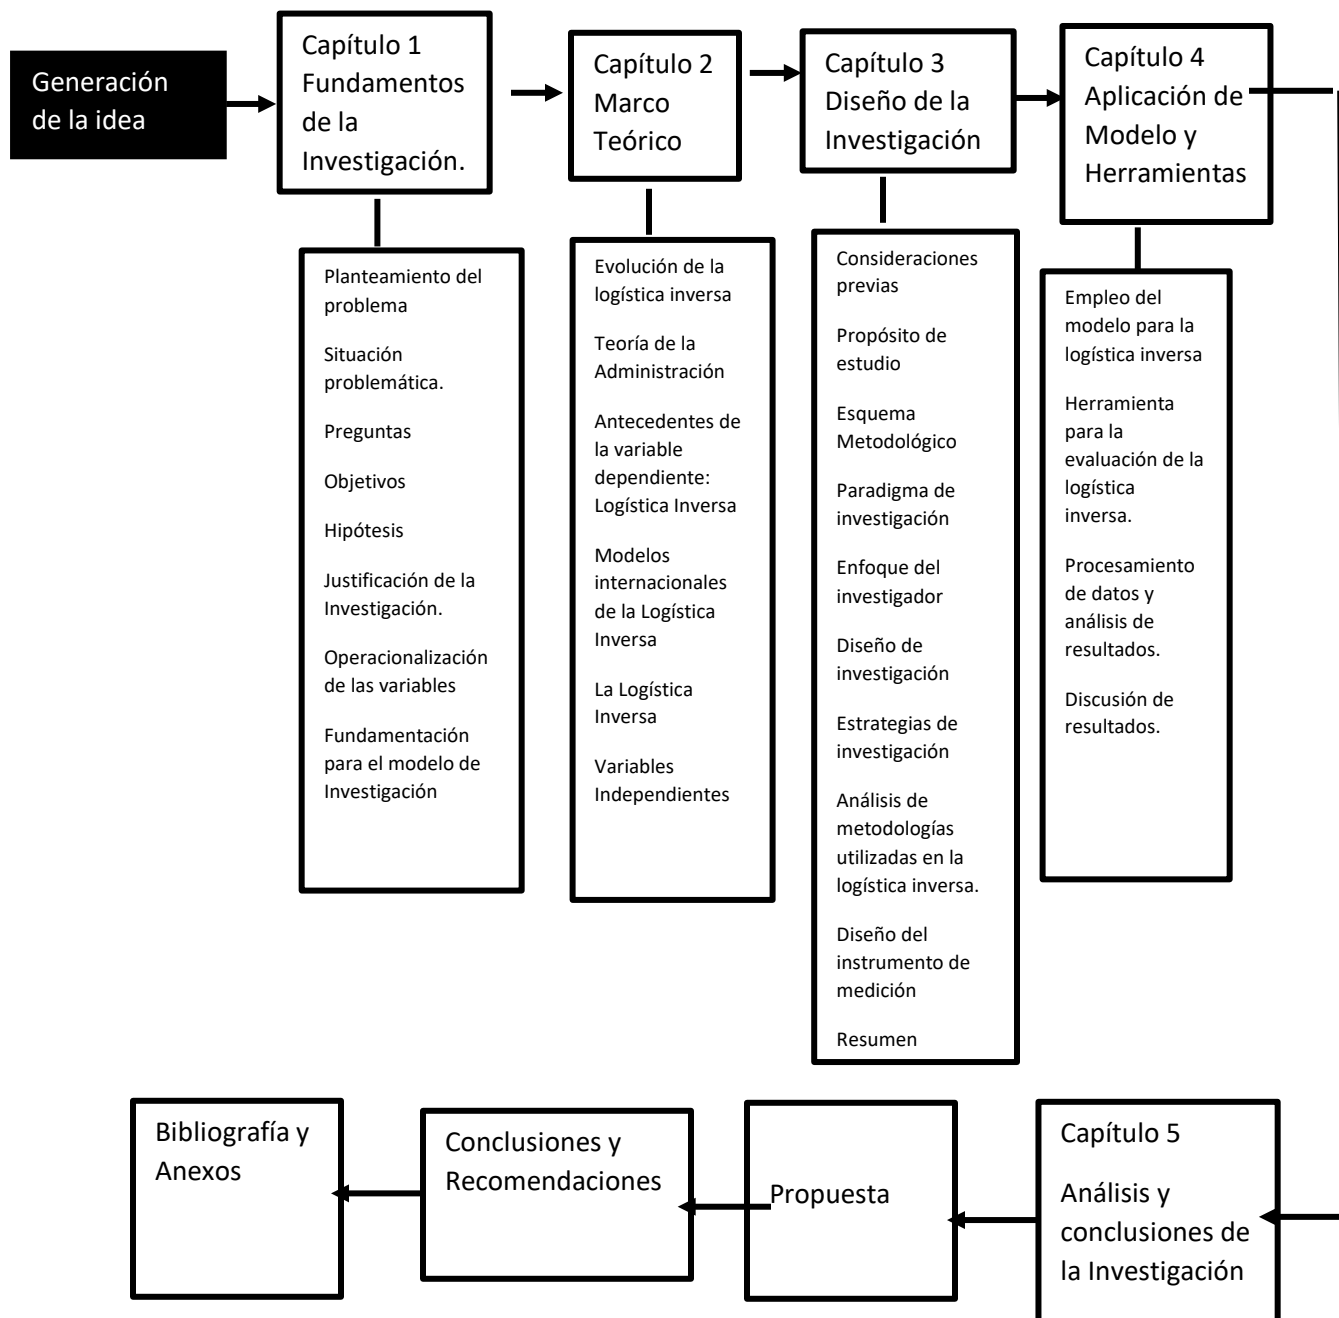 Generación
de la idea
Capítulo 1
Fundamentos
de la
Investigación.
Capítulo 2
Marco
Teórico
Capítulo 3
Diseño de la
Investigación
Capítulo 4
Aplicación de
Modelo y
Herramientas
Planteamiento del
problema
Situación
problemática.
Preguntas
Objetivos
Hipótesis
Justificación de la
Investigación.
Operacionalización
de las variables
Fundamentación
para el modelo de
Investigación
Evolución de la
logística inversa
Teoría de la
Administración
Antecedentes de
la variable
dependiente:
Logística Inversa
Modelos
internacionales
de la Logística
Inversa
La Logística
Inversa
Variables
Independientes
Consideraciones
previas
Propósito de
estudio
Esquema
Metodológico
Paradigma de
investigación
Enfoque del
investigador
Diseño de
investigación
Estrategias de
investigación
Análisis de
metodologías
utilizadas en la
logística inversa.
Diseño del
instrumento de
medición
Resumen
Empleo del
modelo para la
logística inversa
Herramienta
para la
evaluación de la
logística
inversa.
Procesamiento
de datos y
análisis de
resultados.
Discusión de
resultados.
Bibliografía y
Anexos
Conclusiones y
Recomendaciones
Propuesta
Capítulo 5
Análisis y
conclusiones de
la Investigación